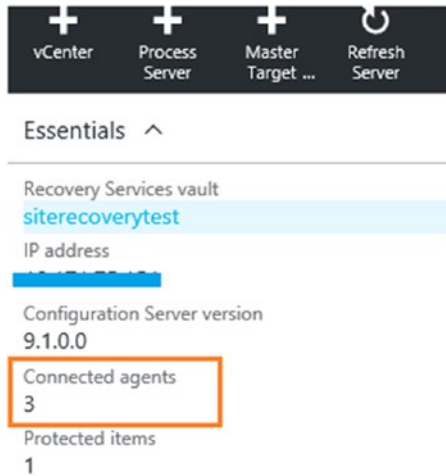 vCenter Process Master Refresh
Server Target ... Server
Essentials
Recovery Services vault
siterecoverytest
IP address
Configuration Server version
9.1.0.0
Connected agents
3
Protected items
1